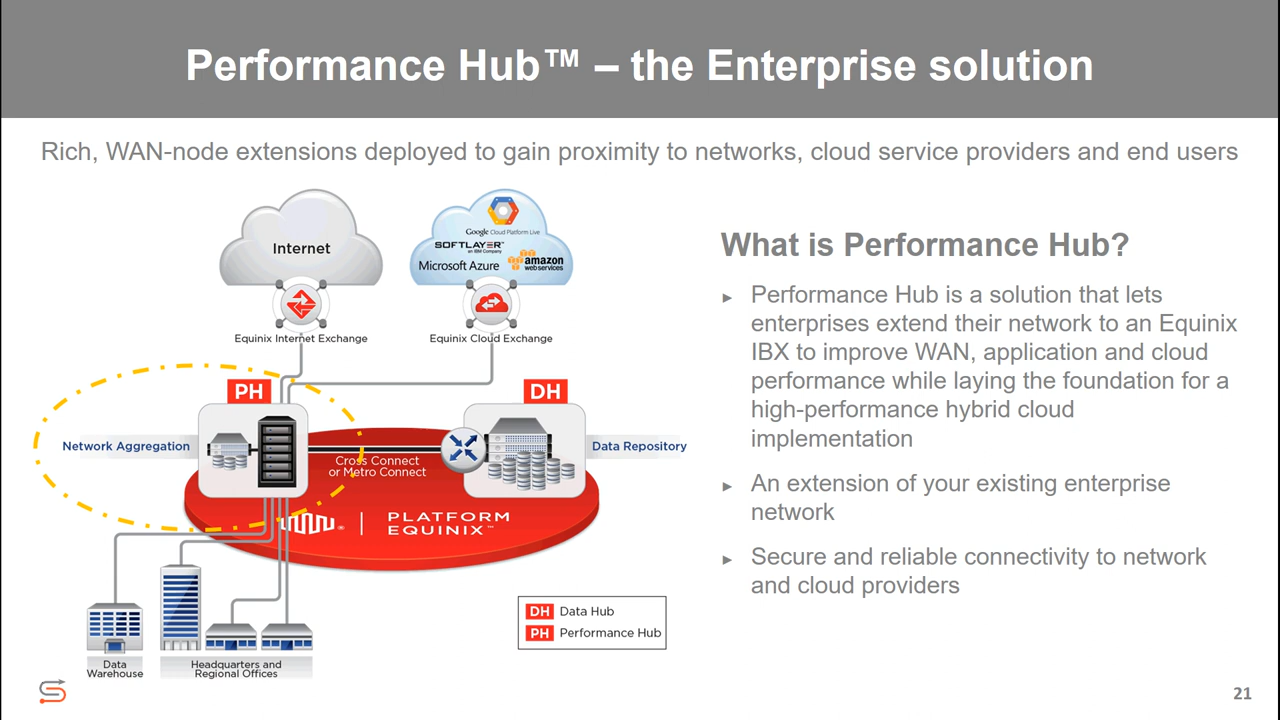 Performance Hub™ – the Enterprise solution
Rich, WAN-node extensions deployed to gain proximity to networks, cloud service providers and end users
Internet
Google Cloud Platform Live
SOFTLAYER™
an IBM Company
Microsoft Azure
amazon
webservices
Equinix Internet Exchange
Equinix Cloud Exchange
PH
DH
Network Aggregation
Cross Connect
or Metro Connect
Data Repository
PLATFORM
EQUINIX™
Data
Warehouse
Headquarters and
Regional Offices
DH Data Hub
PH Performance Hub
What is Performance Hub?
► Performance Hub is a solution that lets
enterprises extend their network to an Equinix
IBX to improve WAN, application and cloud
performance while laying the foundation for a
high-performance hybrid cloud
implementation
► An extension of your existing enterprise
network
► Secure and reliable connectivity to network
and cloud providers
21